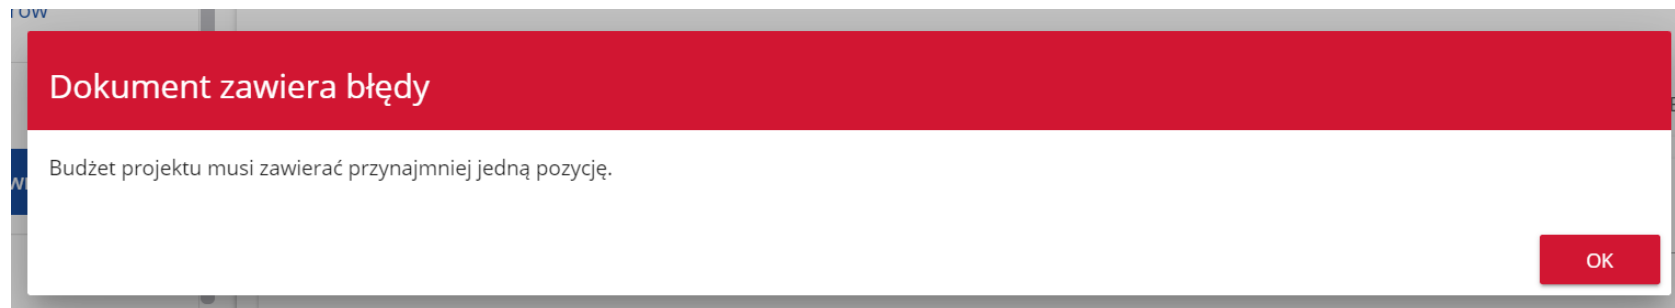 Dokument zawiera błędy
Budżet projektu musi zawierać przynajmniej jedną pozycję.
OK